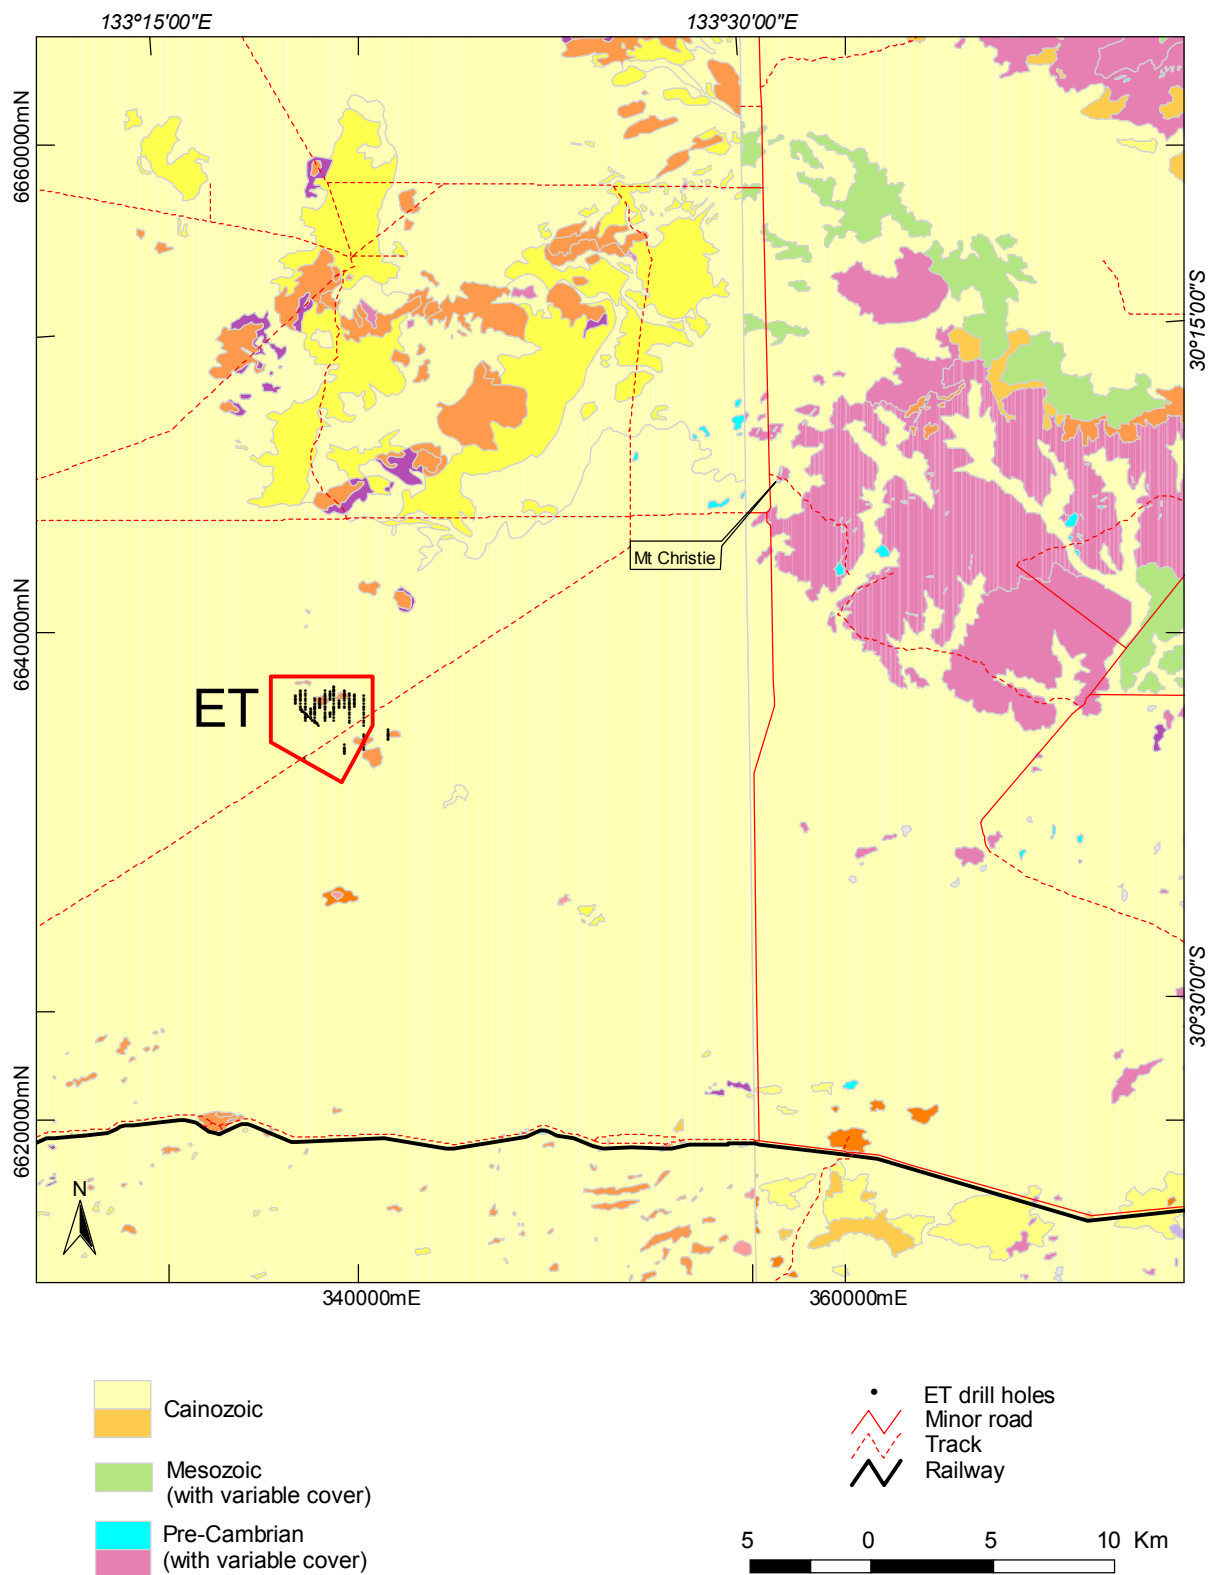 133°15'00"E
133°30'00"E
6660000mN
30°15'00"S
Mt Christie
6640000mN
ET
30°30'00"S
6620000mN
N
340000mE
360000mE
Cainozoic
Mesozoic
(with variable cover)
Pre-Cambrian
(with variable cover)
ET drill holes
Minor road
Track
Railway
5 0 5 10 Km